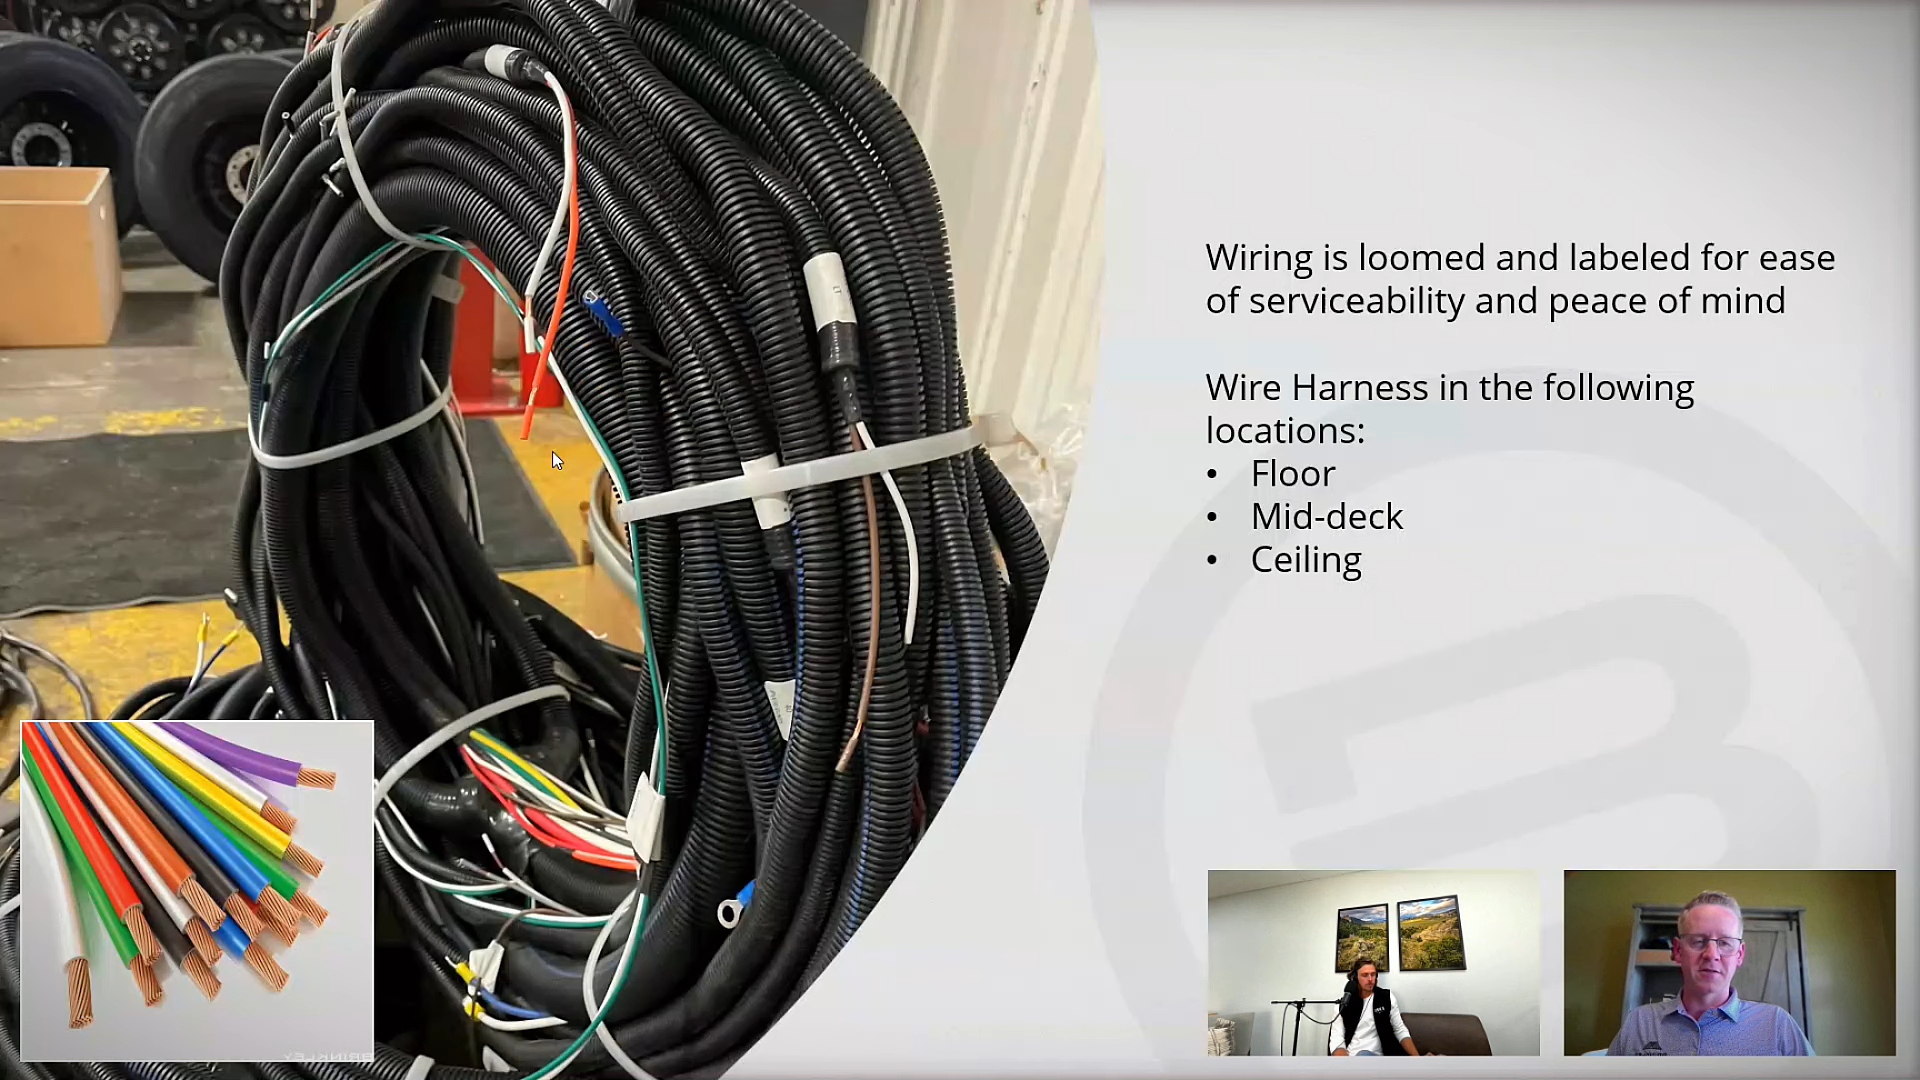 Wiring is loomed and labeled for ease
of serviceability and peace of mind
Wire Harness in the following
locations:
• Floor
• Mid-deck
• Ceiling